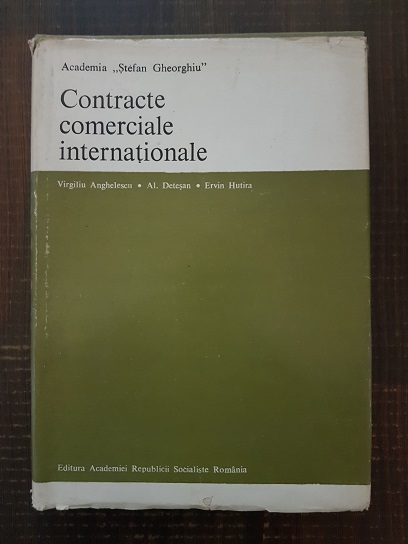 Academia „Ștefan Gheorghiu”
Contracte
comerciale
internaționale
Virgiliu Anghelescu • Al. Deteșan • Ervin Hutira
Editura Academiei Republicii Socialiste România